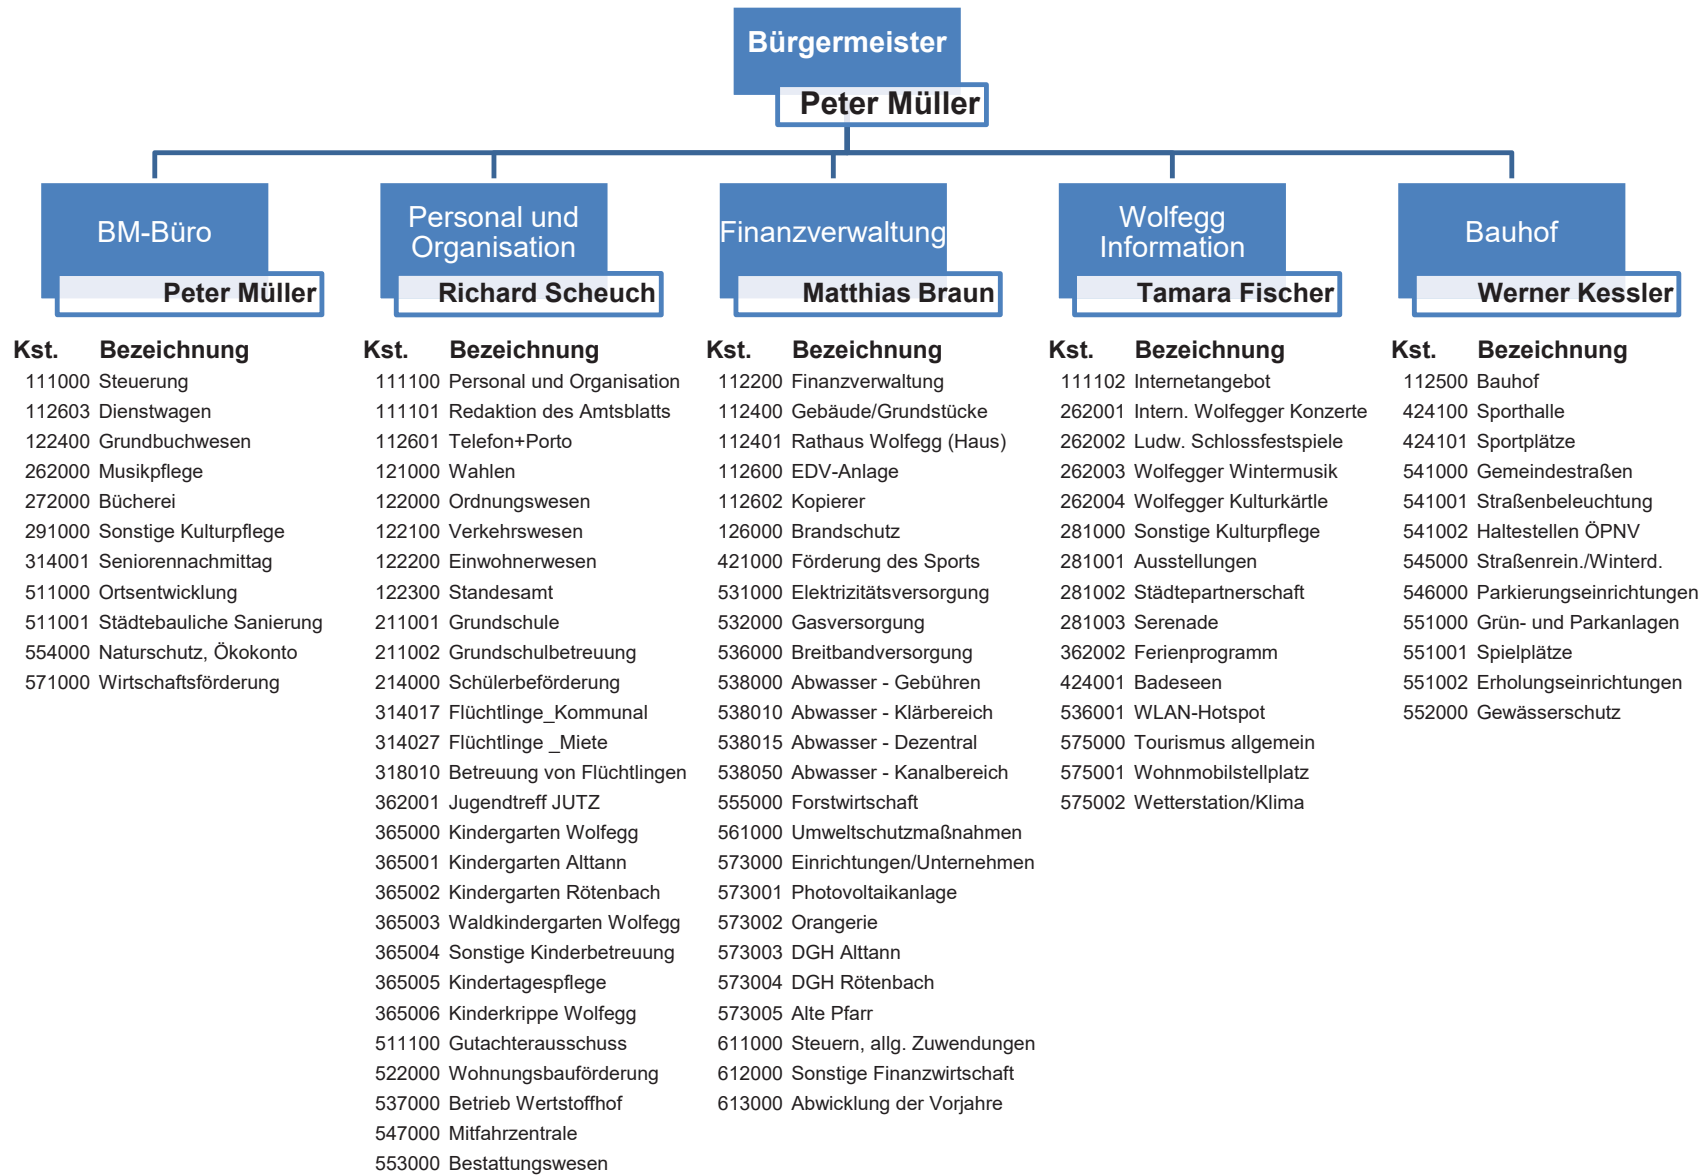 Bürgermeister
Peter Müller
BM-Büro
Peter Müller
Personal und
Organisation
Richard Scheuch
Finanzverwaltung
Matthias Braun
Wolfegg
Information
Tamara Fischer
Bauhof
Werner Kessler
Kst. Bezeichnung
111000 Steuerung
112603 Dienstwagen
122400 Grundbuchwesen
262000 Musikpflege
272000 Bücherei
291000 Sonstige Kulturpflege
314001 Seniorennachmittag
511000 Ortsentwicklung
511001 Städtebauliche Sanierung
554000 Naturschutz, Ökokonto
571000 Wirtschaftsförderung
Kst. Bezeichnung
111100 Personal und Organisation
111101 Redaktion des Amtsblatts
112601 Telefon+Porto
121000 Wahlen
122000 Ordnungswesen
122100 Verkehrswesen
122200 Einwohnerwesen
122300 Standesamt
211001 Grundschule
211002 Grundschulbetreuung
214000 Schülerbeförderung
314017 Flüchtlinge_Kommunal
314027 Flüchtlinge _Miete
318010 Betreuung von Flüchtlingen
362001 Jugendtreff JUTZ
365000 Kindergarten Wolfegg
365001 Kindergarten Alttann
365002 Kindergarten Rötenbach
365003 Waldkindergarten Wolfegg
365004 Sonstige Kinderbetreuung
365005 Kindertagespflege
365006 Kinderkrippe Wolfegg
511100 Gutachterausschuss
522000 Wohnungsbauförderung
537000 Betrieb Wertstoffhof
547000 Mitfahrzentrale
553000 Bestattungswesen
Kst. Bezeichnung
112200 Finanzverwaltung
112400 Gebäude/Grundstücke
112401 Rathaus Wolfegg (Haus)
112600 EDV-Anlage
112602 Kopierer
126000 Brandschutz
421000 Förderung des Sports
531000 Elektrizitätsversorgung
532000 Gasversorgung
536000 Breitbandversorgung
538000 Abwasser - Gebühren
538010 Abwasser - Klärbereich
538015 Abwasser - Dezentral
538050 Abwasser - Kanalbereich
555000 Forstwirtschaft
561000 Umweltschutzmaßnahmen
573000 Einrichtungen/Unternehmen
573001 Photovoltaikanlage
573002 Orangerie
573003 DGH Alttann
573004 DGH Rötenbach
573005 Alte Pfarr
611000 Steuern, allg. Zuwendungen
612000 Sonstige Finanzwirtschaft
613000 Abwicklung der Vorjahre
Kst. Bezeichnung
111102 Internetangebot
262001 Intern. Wolfegger Konzerte
262002 Ludw. Schlossfestspiele
262003 Wolfegger Wintermusik
262004 Wolfegger Kulturkärtle
281000 Sonstige Kulturpflege
281001 Ausstellungen
281002 Städtepartnerschaft
281003 Serenade
362002 Ferienprogramm
424001 Badeseen
536001 WLAN-Hotspot
575000 Tourismus allgemein
575001 Wohnmobilstellplatz
575002 Wetterstation/Klima
Kst. Bezeichnung
112500 Bauhof
424100 Sporthalle
424101 Sportplätze
541000 Gemeindestraßen
541001 Straßenbeleuchtung
541002 Haltestellen ÖPNV
545000 Straßenrein./Winterd.
546000 Parkierungseinrichtungen
551000 Grün- und Parkanlagen
551001 Spielplätze
551002 Erholungseinrichtungen
552000 Gewässerschutz